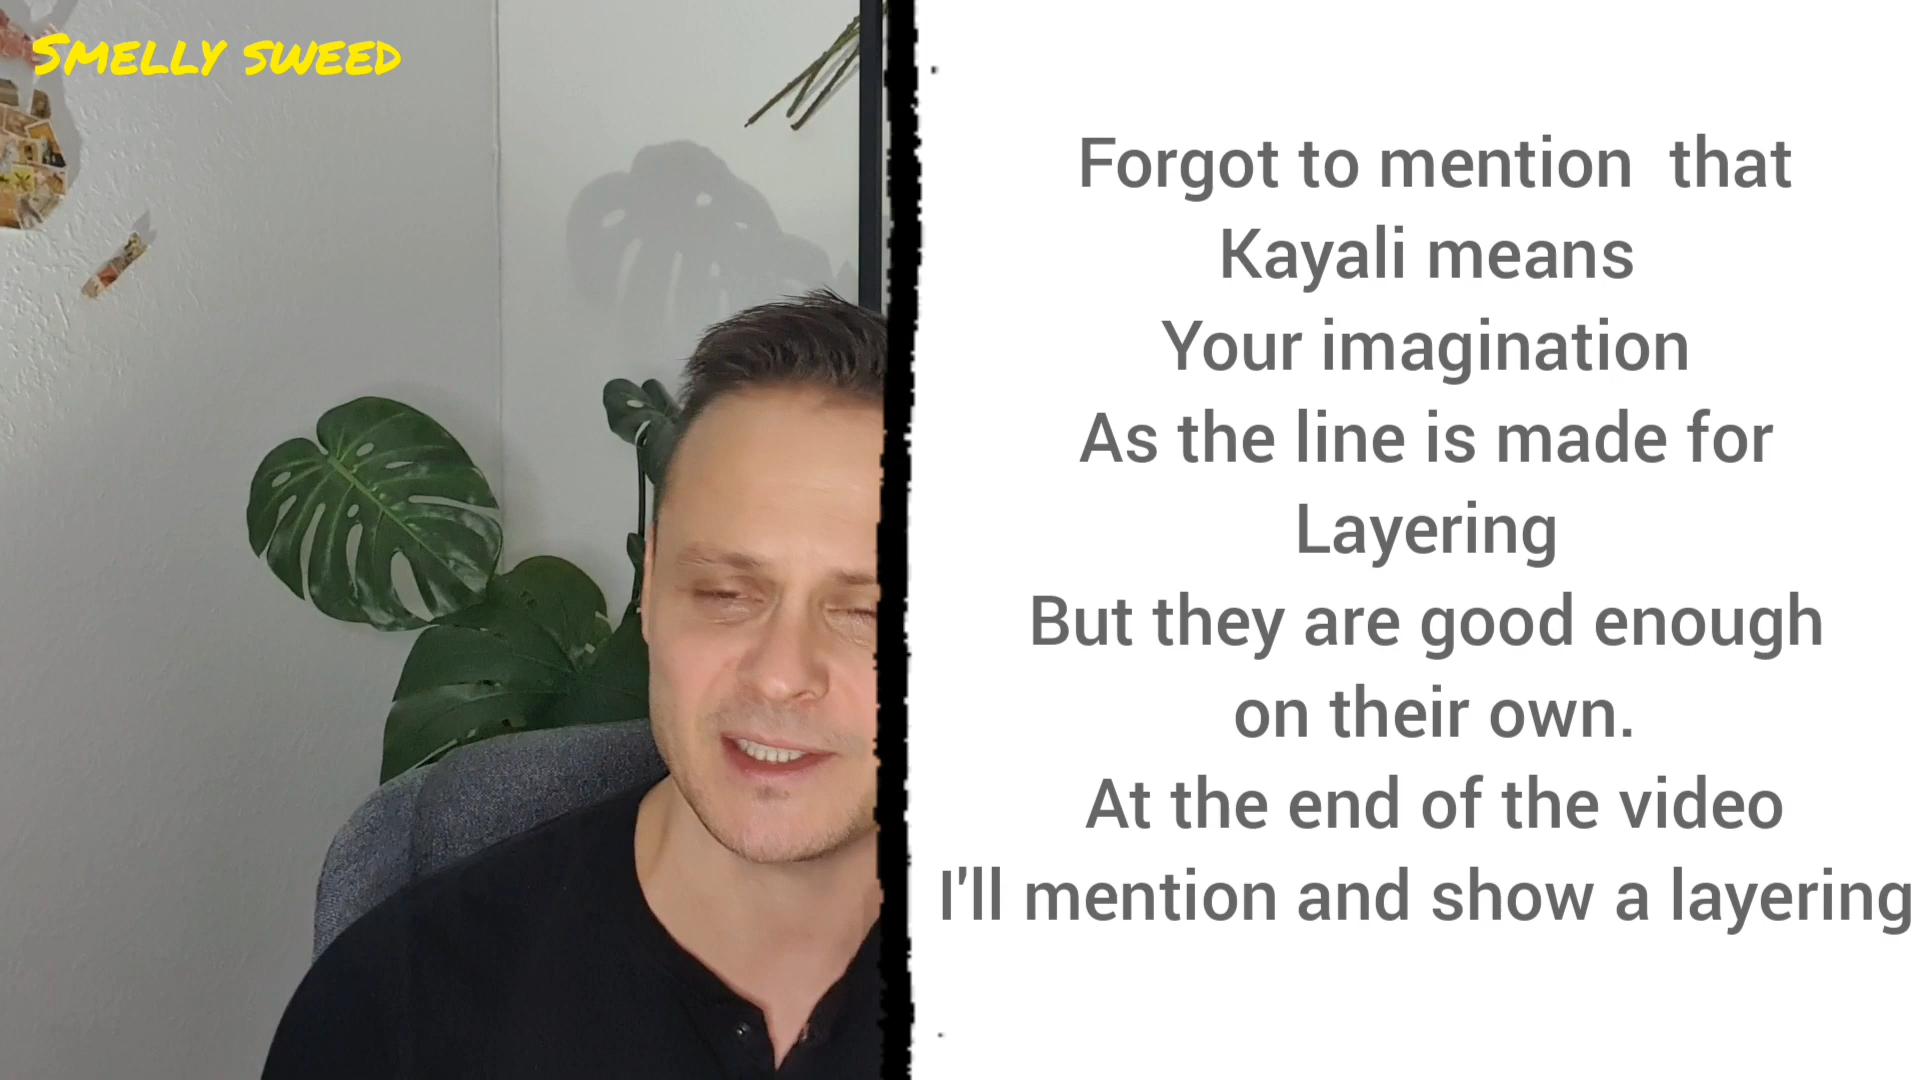 SMELLY SWEED
Forgot to mention  that
Kayali means
Your imagination
As the line is made for
Layering
But they are good enough
on their own.
At the end of the video
I'll mention and show a layering